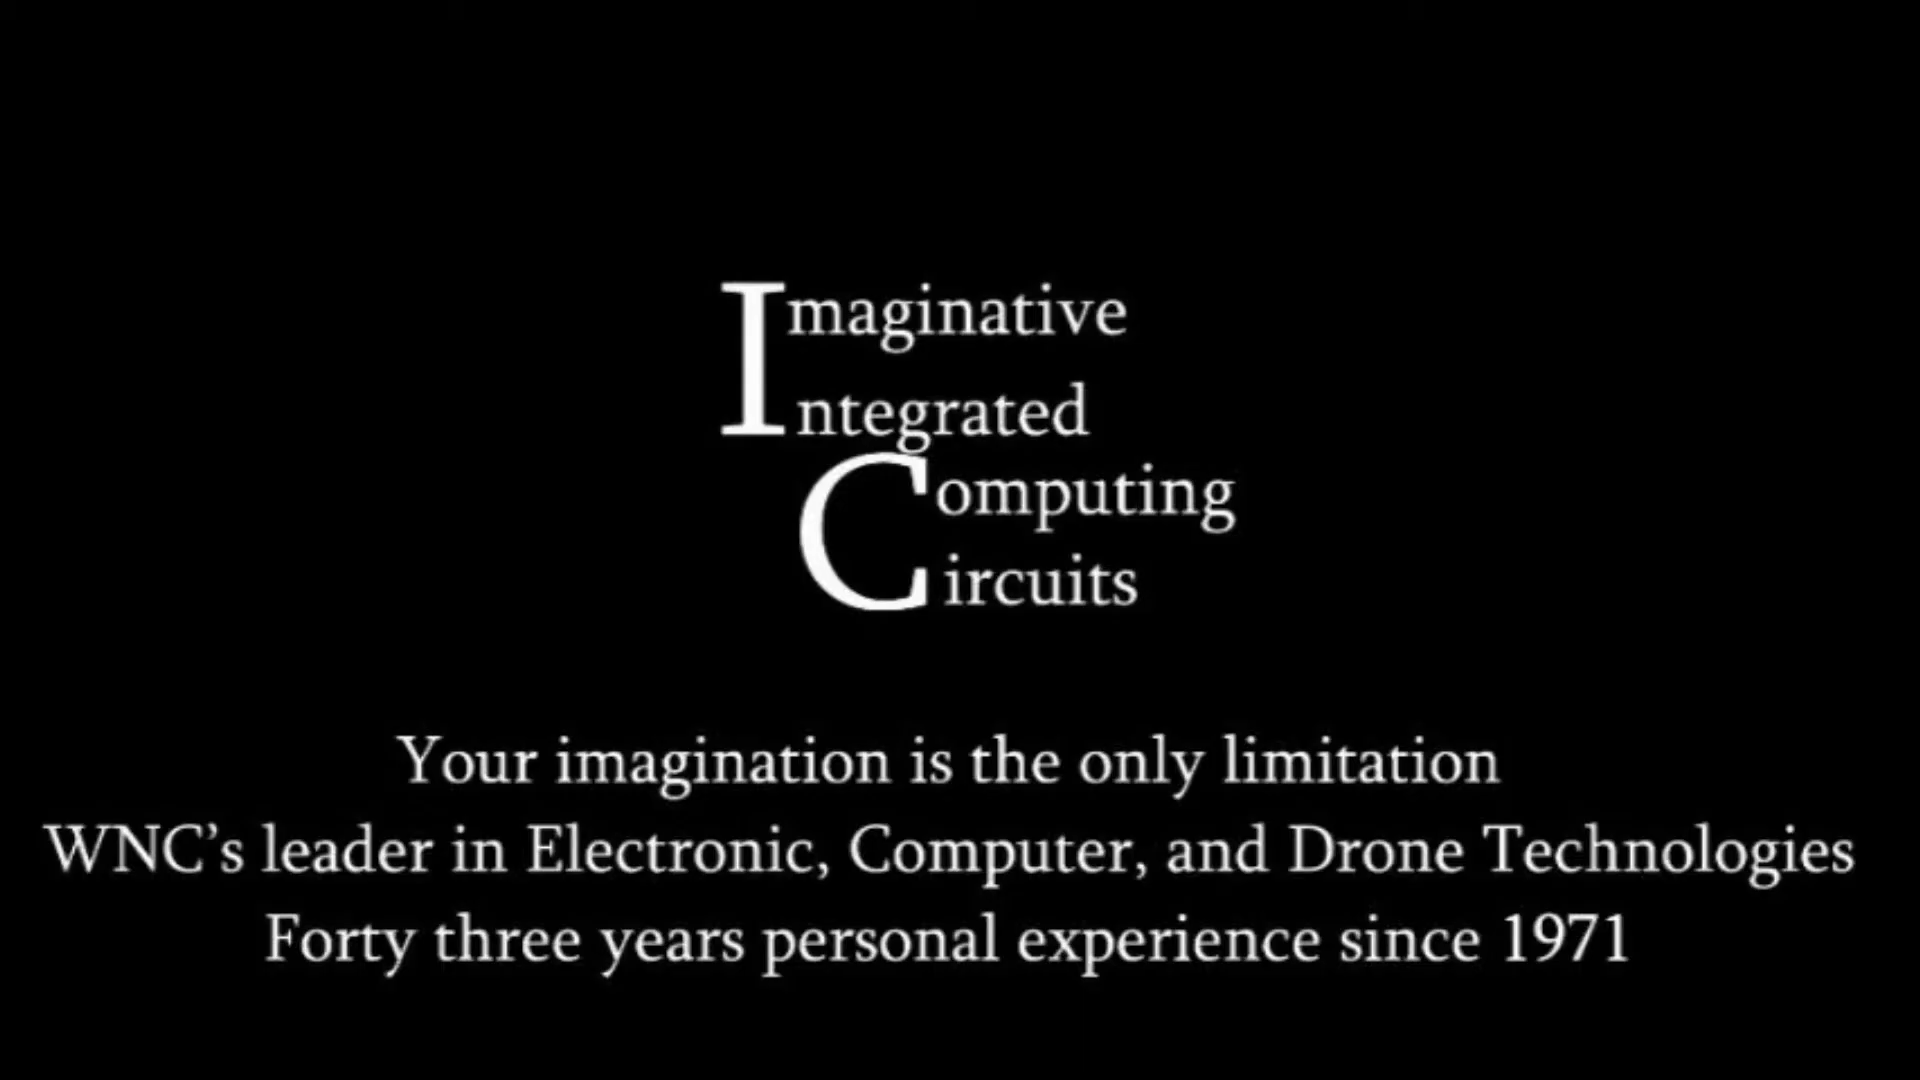 Imaginative
Integrated
Computing
Circuits
Your imagination is the only limitation
WNC’s leader in Electronic, Computer, and Drone Technologies
Forty three years personal experience since 1971